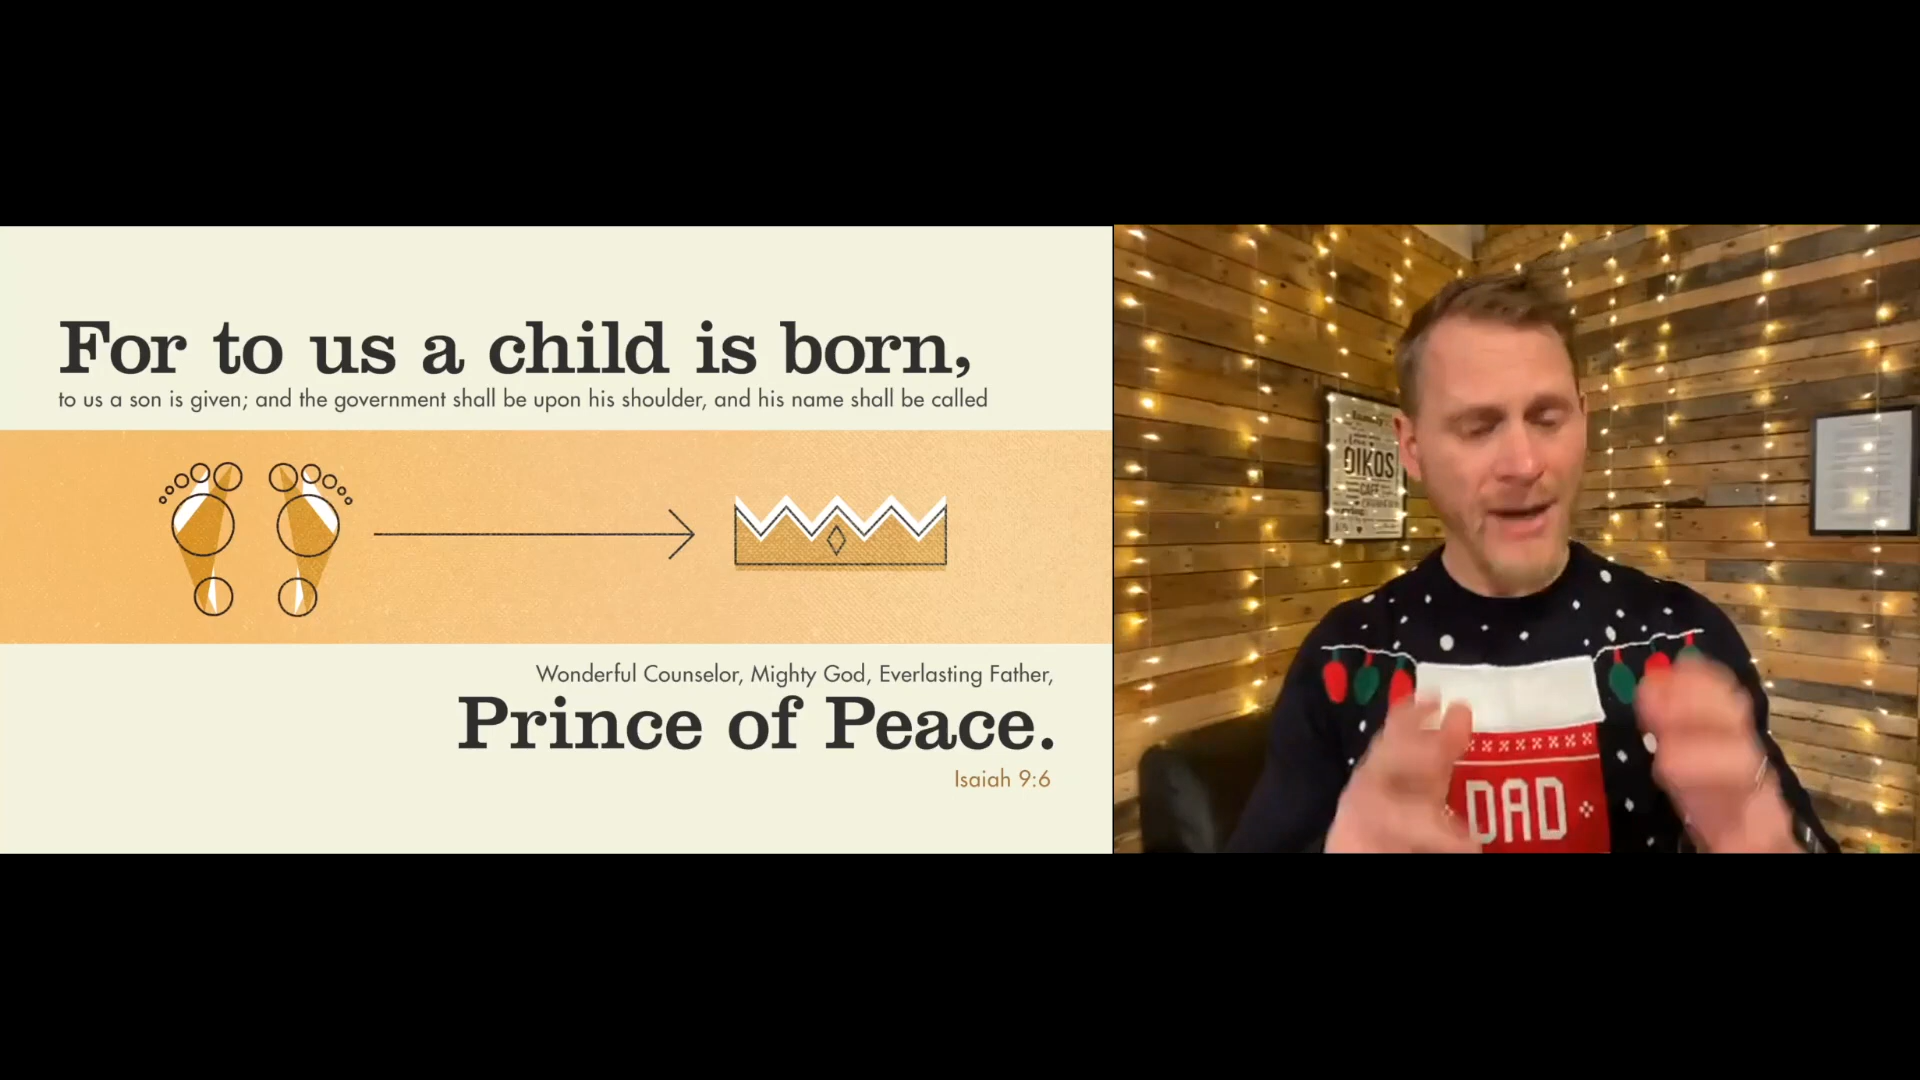 For to us a child is born,
to us a son is given; and the government shall be upon his shoulder, and his name shall be called
Wonderful Counselor, Mighty God, Everlasting Father,
Prince of Peace.
Isaiah 9:6
OIKOS
CAFE
DAD